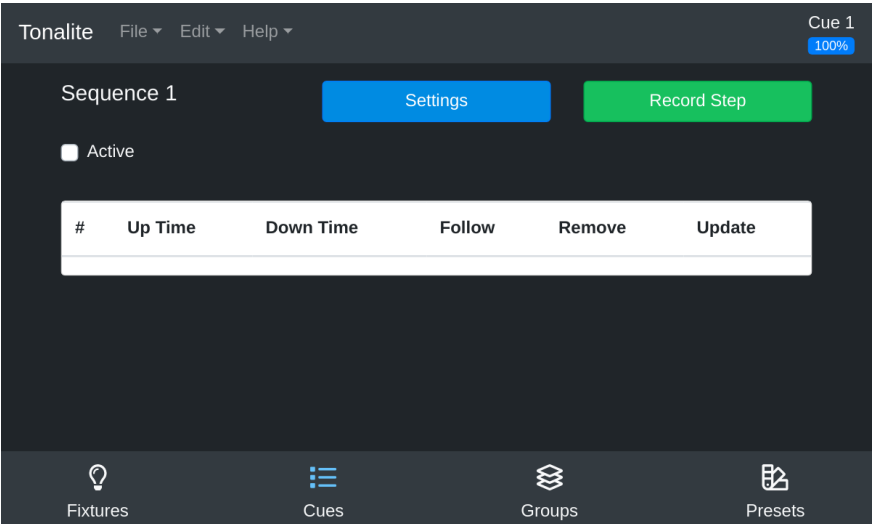 Tonalite File Edit Help Cue 1
100%
Sequence 1 Settings Record Step
Active
# Up Time Down Time Follow Remove Update
Fixtures Cues Groups Presets